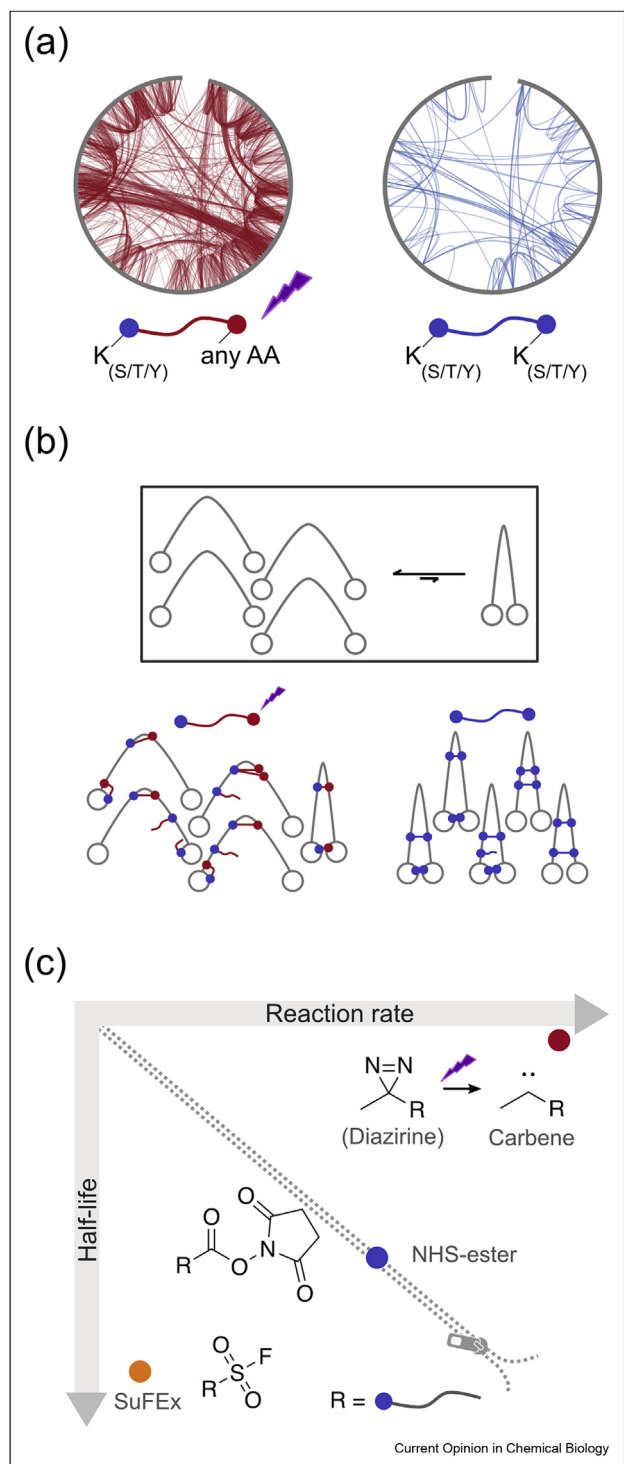 (a)
K(S/T/Y)
any AA
K(S/T/Y)
K(S/T/Y)
(b)
(c)
Reaction rate
Half-life
N=N
R
(Diazirine)
R
Carbene
O
O
R
O
N
O
NHS-ester
O
F
S
R
O
SuFEx
R =
Current Opinion in Chemical Biology